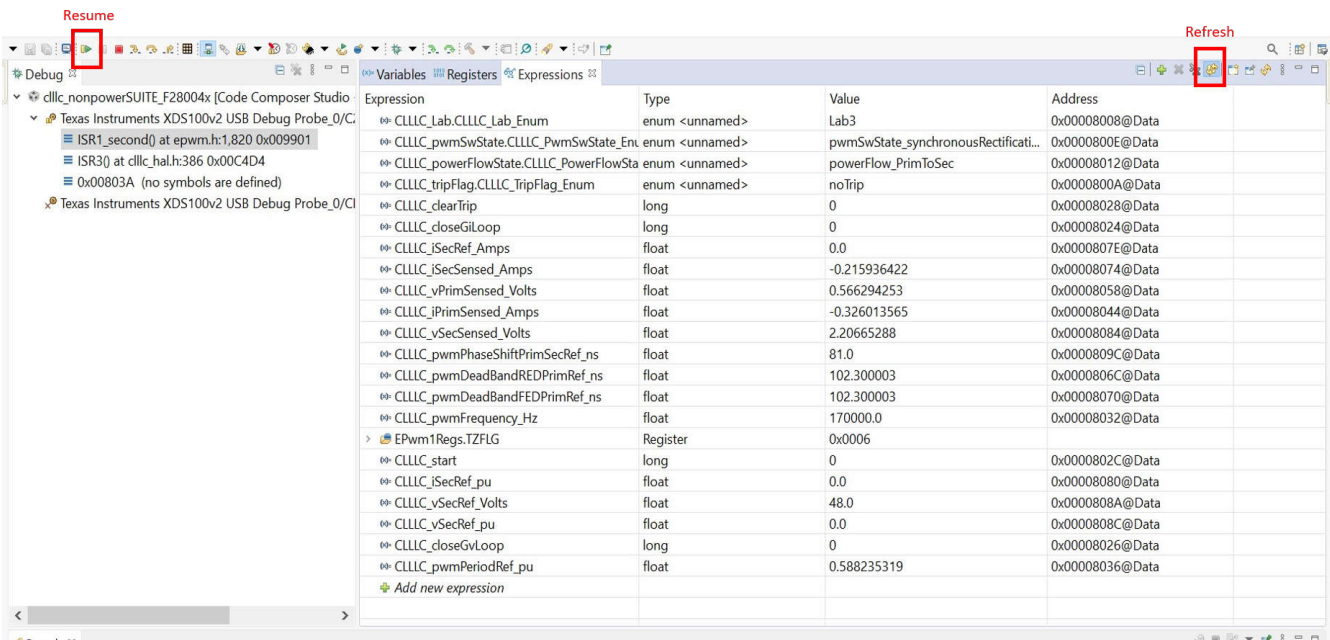 Resume
Refresh
Debug
Variables Registers Expressions
clllc_nonpowerSUITE_F28004x [Code Composer Studio
Texas Instruments XDS100v2 USB Debug Probe_0/C
ISR1_second() at epwm.h:1,820 0x009901
ISR3() at clllc_hal.h:386 0x00C4D4
0x00803A (no symbols are defined)
Texas Instruments XDS100v2 USB Debug Probe_0/Cl
Expression Type Value Address
CLLLC_Lab.CLLLC_Lab_Enum enum <unnamed> Lab3 0x00008008@Data
CLLLC_pwmSwState.CLLLC_PwmSwState_Enu enum <unnamed> pwmSwState_synchronousRectificati... 0x0000800E@Data
CLLLC_powerFlowState.CLLLC_PowerFlowSta enum <unnamed> powerFlow_PrimToSec 0x00008012@Data
CLLLC_tripFlag.CLLLC_TripFlag_Enum enum <unnamed> noTrip 0x0000800A@Data
CLLLC_clearTrip long 0 0x00008028@Data
CLLLC_closeGiLoop long 0 0x00008024@Data
CLLLC_iSecRef_Amps float 0.0 0x0000807E@Data
CLLLC_iSecSensed_Amps float -0.215936422 0x00008074@Data
CLLLC_vPrimSensed_Volts float 0.566294253 0x00008058@Data
CLLLC_iPrimSensed_Amps float -0.326013565 0x00008044@Data
CLLLC_vSecSensed_Volts float 2.20665288 0x00008084@Data
CLLLC_pwmPhaseShiftPrimSecRef_ns float 81.0 0x0000809C@Data
CLLLC_pwmDeadBandREDPrimRef_ns float 102.300003 0x0000806C@Data
CLLLC_pwmDeadBandFEDPrimRef_ns float 102.300003 0x00008070@Data
CLLLC_pwmFrequency_Hz float 170000.0 0x00008032@Data
EPwm1Regs.TZFLG Register 0x0006
CLLLC_start long 0 0x0000802C@Data
CLLLC_iSecRef_pu float 0.0 0x00008080@Data
CLLLC_vSecRef_Volts float 48.0 0x0000808A@Data
CLLLC_vSecRef_pu float 0.0 0x0000808C@Data
CLLLC_closeGvLoop long 0 0x00008026@Data
CLLLC_pwmPeriodRef_pu float 0.588235319 0x00008036@Data
Add new expression